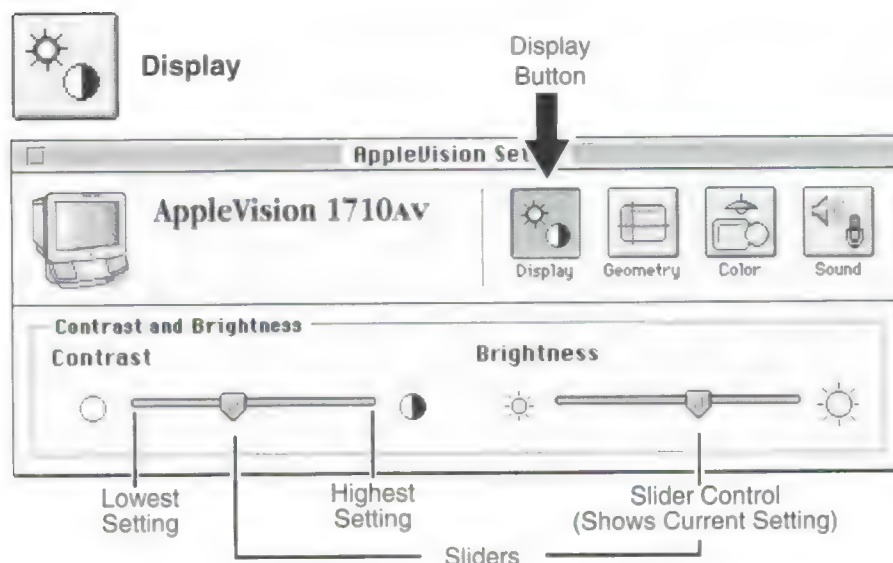 Display
Display
Button
AppleVision Set
AppleVision 1710AV
Display
Geometry
Color
Sound
Contrast and Brightness
Contrast
Brightness
Lowest
Setting
Highest
Setting
Slider Control
(Shows Current Setting)
Sliders